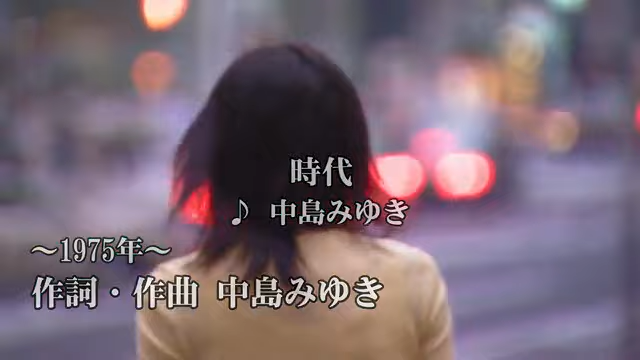 時代
♪ 中島みゆき
～1975年～
作詞・作曲 中島みゆき